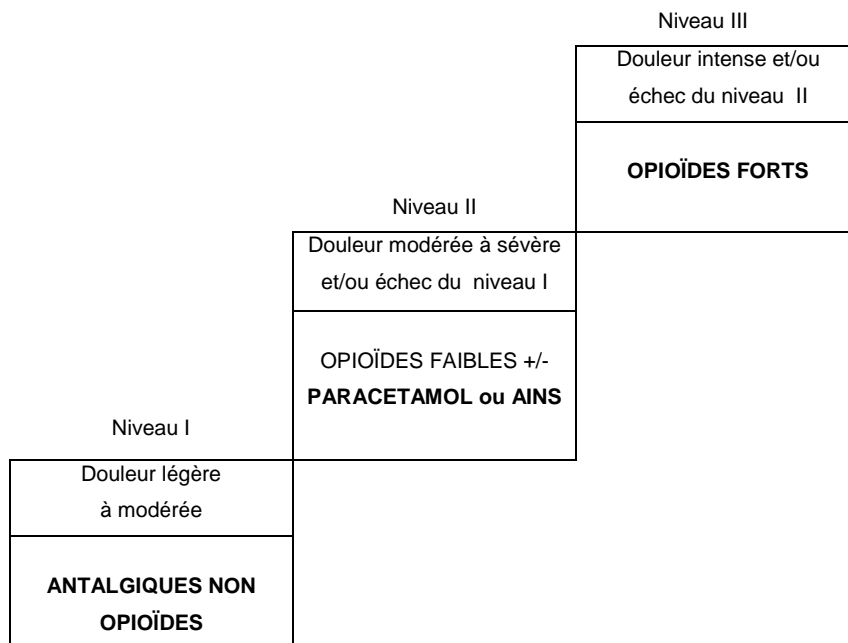 Niveau III
Douleur intense et/ou
échec du niveau II
OPIOÏDES FORTS
Niveau II
Douleur modérée à sévère
et/ou échec du niveau I
OPIOÏDES FAIBLES +/-
PARACETAMOL ou AINS
Niveau I
Douleur légère
à modérée
ANTALGIQUES NON
OPIOÏDES